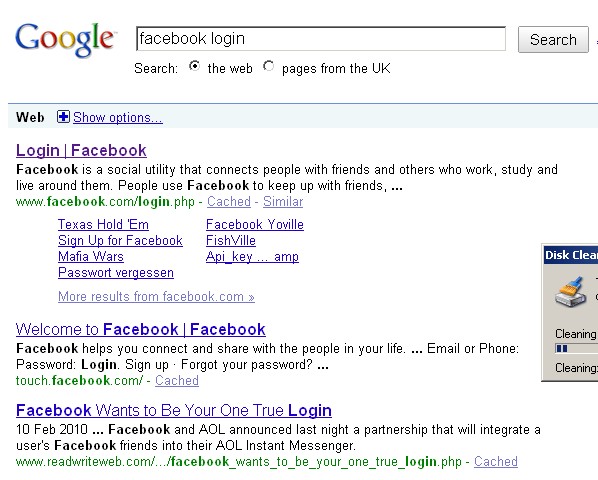 Google
facebook login
Search
Search: the web pages from the UK
Web Show options...
Login | Facebook
Facebook is a social utility that connects people with friends and others who work, study and
live around them. People use Facebook to keep up with friends, ...
www.facebook.com/login.php - Cached - Similar
Texas Hold 'Em Facebook Yoville
Sign Up for Facebook FishVille
Mafia Wars Api_key ... amp
Passwort vergessen
More results from facebook.com »
Disk Clea
Cleaning
Cleaning:
Welcome to Facebook | Facebook
Facebook helps you connect and share with the people in your life. ... Email or Phone:
Password: Login. Sign up · Forgot your password? ...
touch.facebook.com/ - Cached
Facebook Wants to Be Your One True Login
10 Feb 2010 ... Facebook and AOL announced last night a partnership that will integrate a
user's Facebook friends into their AOL Instant Messenger.
www.readwriteweb.com/.../facebook_wants_to_be_your_one_true_login.php - Cached